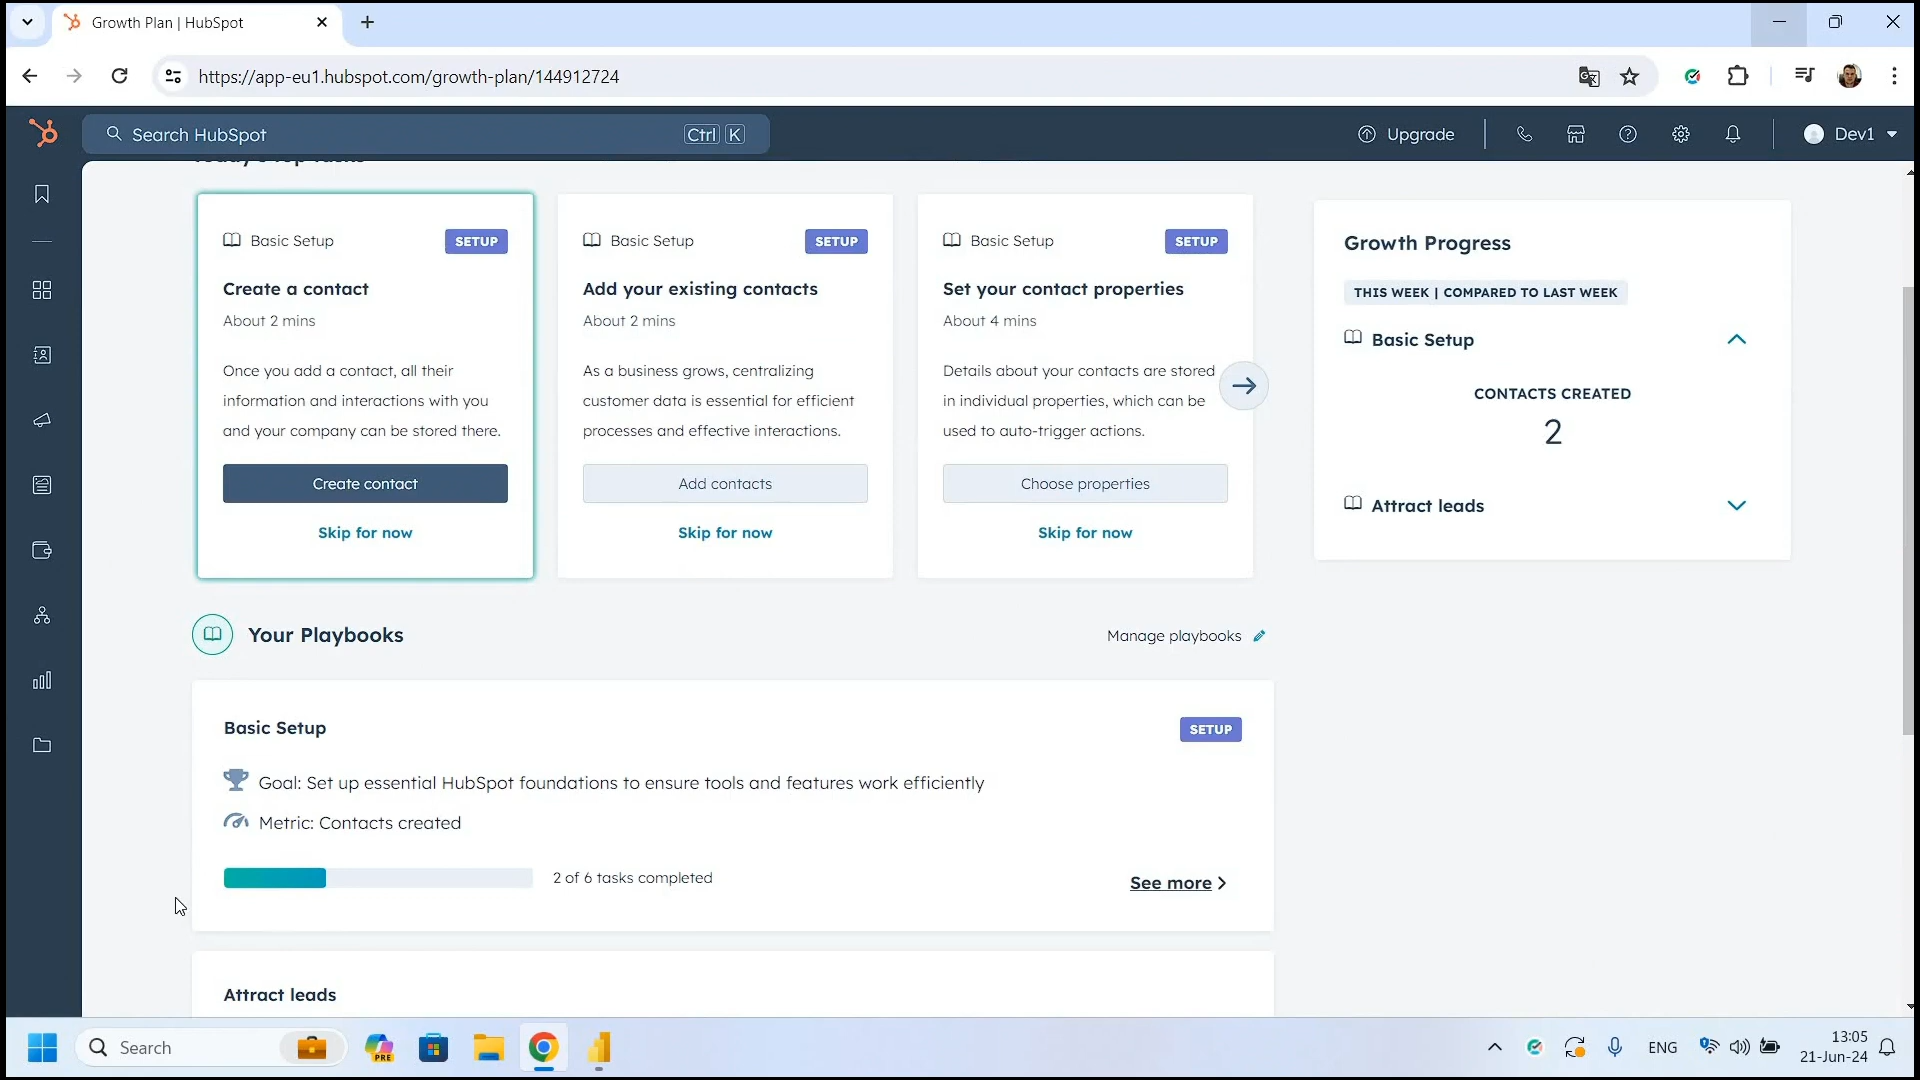 Growth Plan | HubSpot
https://app-eu1.hubspot.com/growth-plan/144912724
Search HubSpot
Ctrl K
Upgrade
Dev1
Today's top tasks
Basic Setup
SETUP
Create a contact
About 2 mins
Once you add a contact, all their
information and interactions with you
and your company can be stored there.
Create contact
Skip for now
Basic Setup
SETUP
Add your existing contacts
About 2 mins
As a business grows, centralizing
customer data is essential for efficient
processes and effective interactions.
Add contacts
Skip for now
Basic Setup
SETUP
Set your contact properties
About 4 mins
Details about your contacts are stored
in individual properties, which can be
used to auto-trigger actions.
Choose properties
Skip for now
Growth Progress
THIS WEEK | COMPARED TO LAST WEEK
Basic Setup
CONTACTS CREATED
2
Attract leads
Your Playbooks
Manage playbooks
Basic Setup
SETUP
Goal: Set up essential HubSpot foundations to ensure tools and features work efficiently
Metric: Contacts created
2 of 6 tasks completed
See more
Attract leads
Search
PRE
ENG
13:05
21-Jun-24